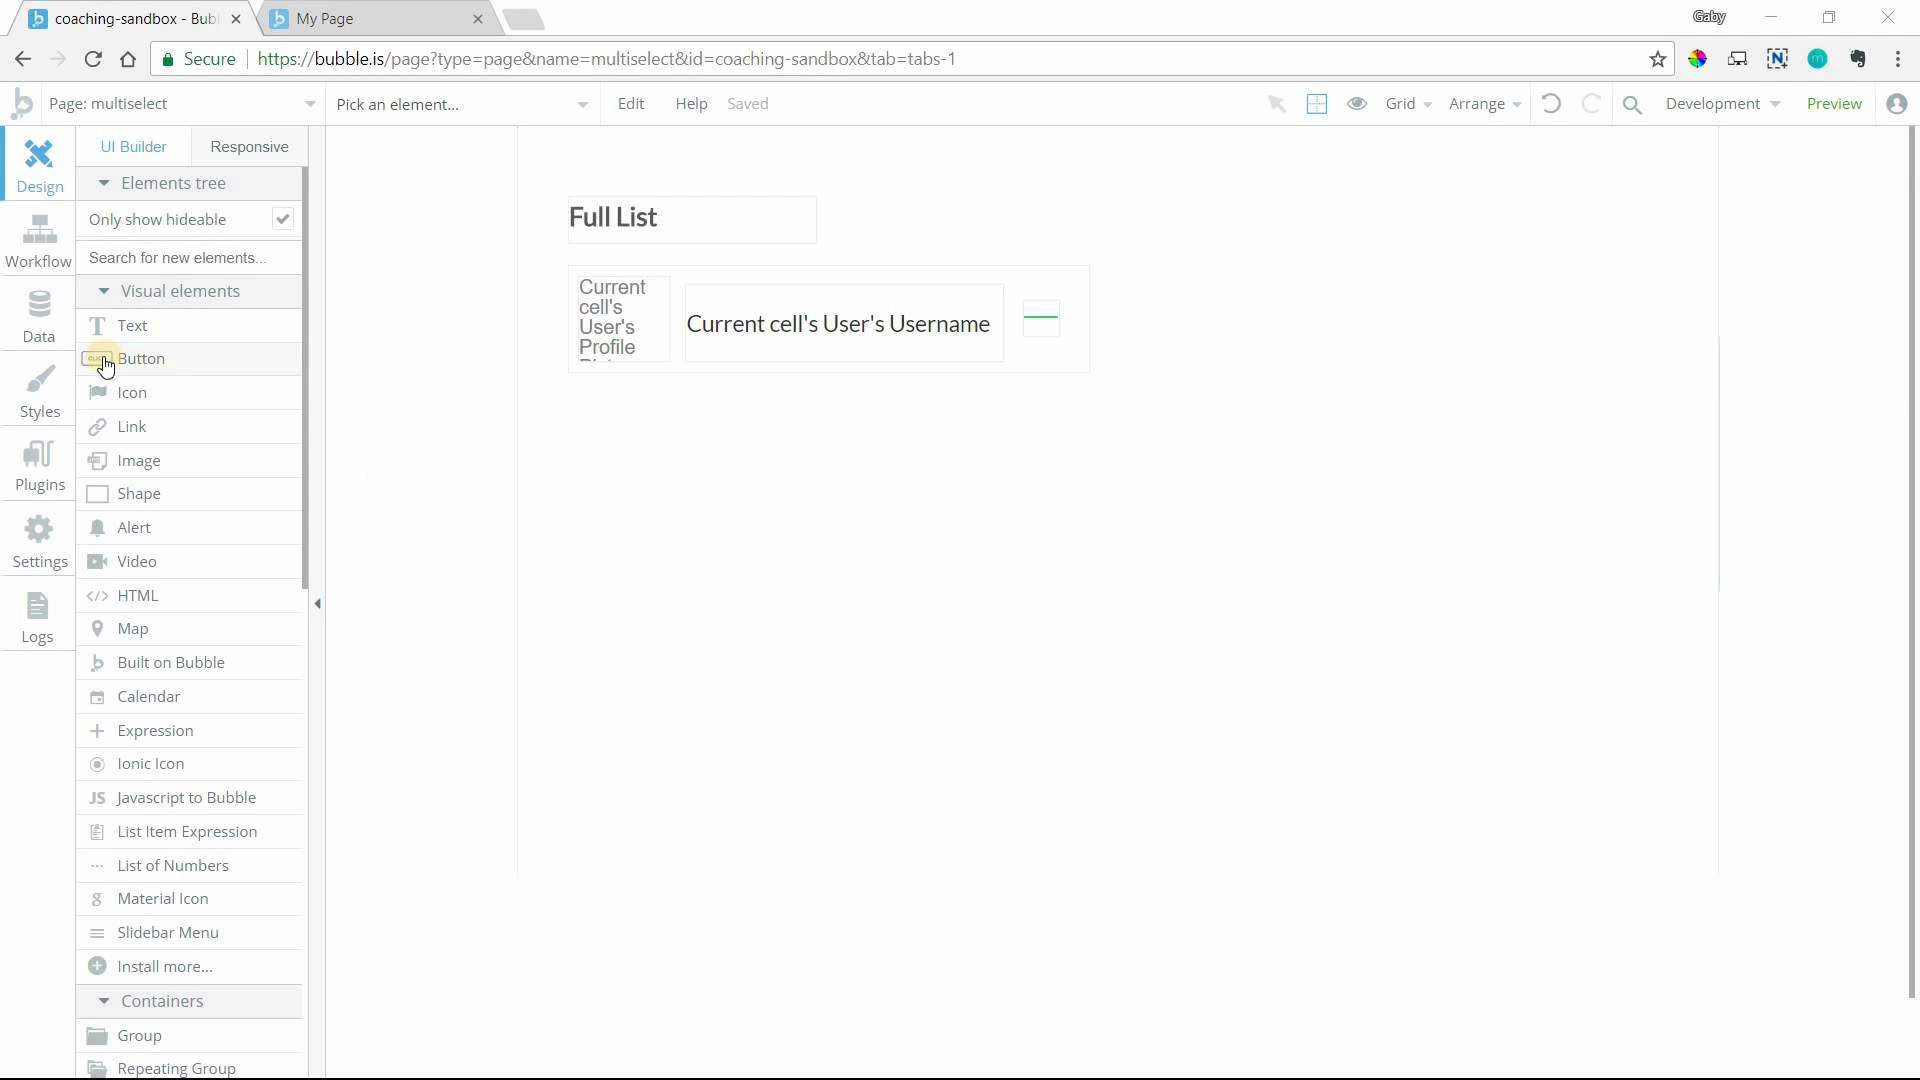 coaching-sandbox - Bub
My Page
Gaby
Secure
https://bubble.is/page?type=page&name=multiselect&id=coaching-sandbox&tab=tabs-1
Page: multiselect
Pick an element...
Edit
Help
Saved
Grid
Arrange
Development
Preview
Design
Workflow
Data
Styles
Plugins
Settings
Logs
UI Builder
Responsive
Elements tree
Only show hideable
Search for new elements...
Visual elements
Text
Button
Icon
Link
Image
Shape
Alert
Video
HTML
Map
Built on Bubble
Calendar
Expression
Ionic Icon
JS Javascript to Bubble
List Item Expression
List of Numbers
Material Icon
Slidebar Menu
Install more...
Containers
Group
Repeating Group
Full List
Current
cell's
User's
Profile
Current cell's User's Username